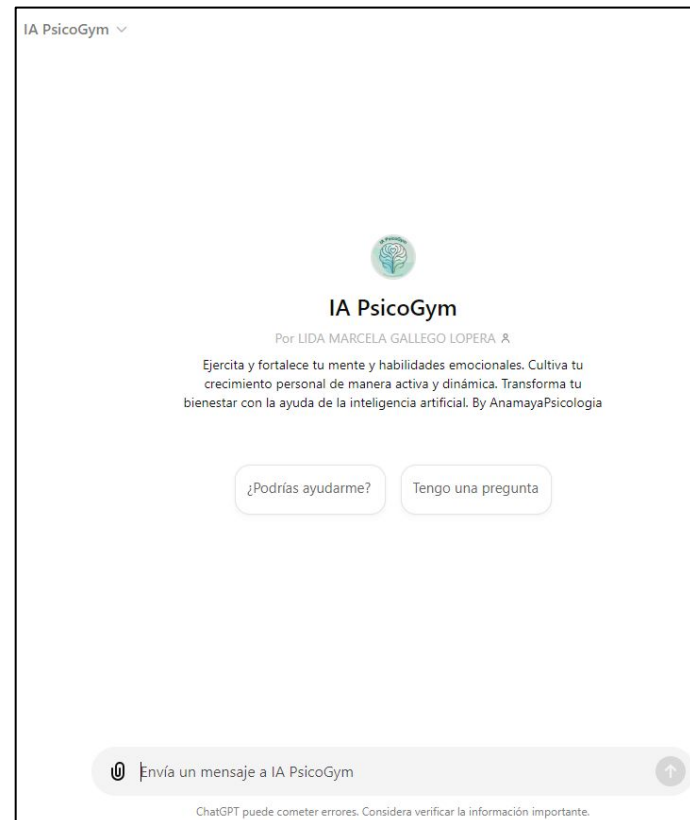 IA PsicoGym
IA PsicoGym
IA PsicoGym
Por LIDA MARCELA GALLEGO LOPERA
Ejercita y fortalece tu mente y habilidades emocionales. Cultiva tu
crecimiento personal de manera activa y dinámica. Transforma tu
bienestar con la ayuda de la inteligencia artificial. By AnamayaPsicologia
¿Podrías ayudarme?
Tengo una pregunta
Envía un mensaje a IA PsicoGym
ChatGPT puede cometer errores. Considera verificar la información importante.